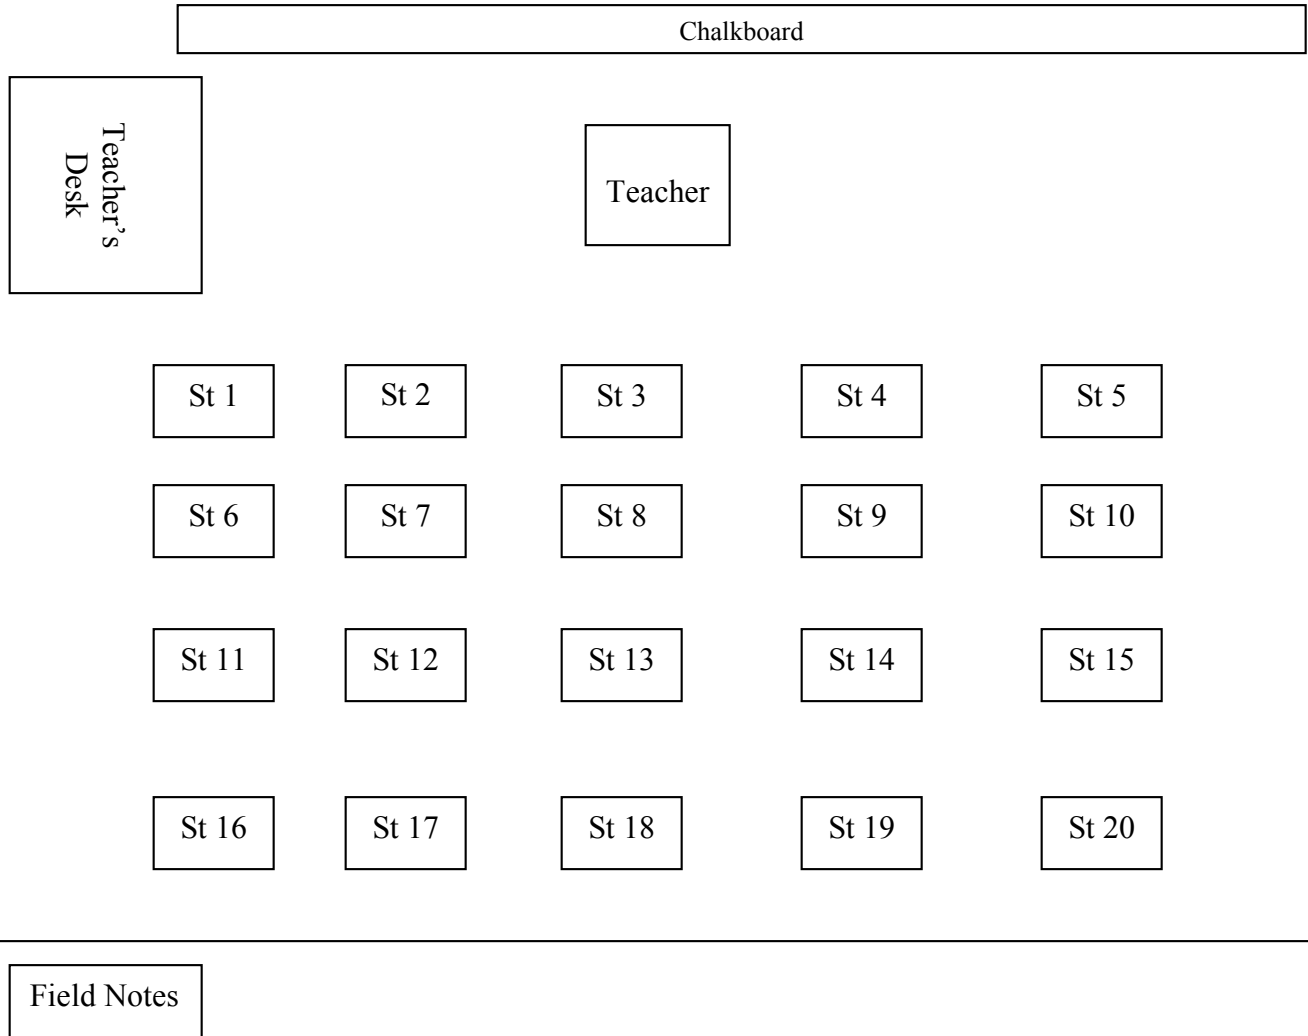 Chalkboard
Teacher's
Desk
Teacher
St 1
St 2
St 3
St 4
St 5
St 6
St 7
St 8
St 9
St 10
St 11
St 12
St 13
St 14
St 15
St 16
St 17
St 18
St 19
St 20
Field Notes